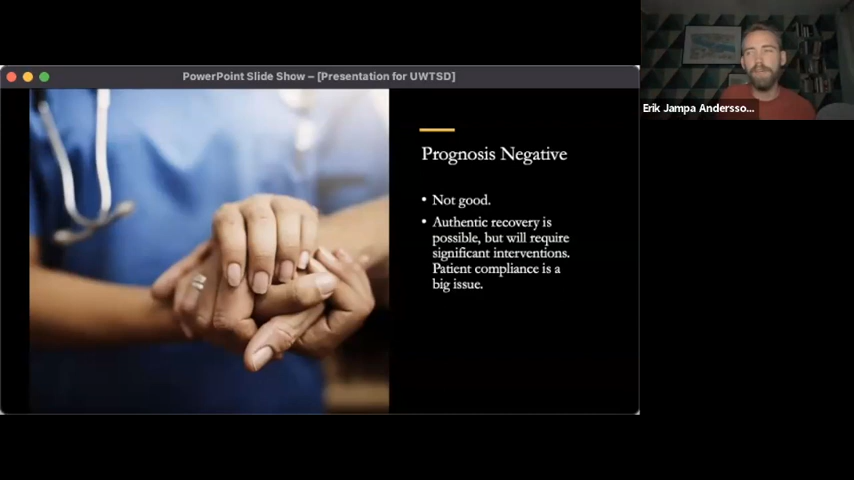 PowerPoint Slide Show – [Presentation for UWTSD]
Erik Jampa Andersso...
Prognosis Negative
• Not good.
• Authentic recovery is
possible, but will require
significant interventions.
Patient compliance is a
big issue.